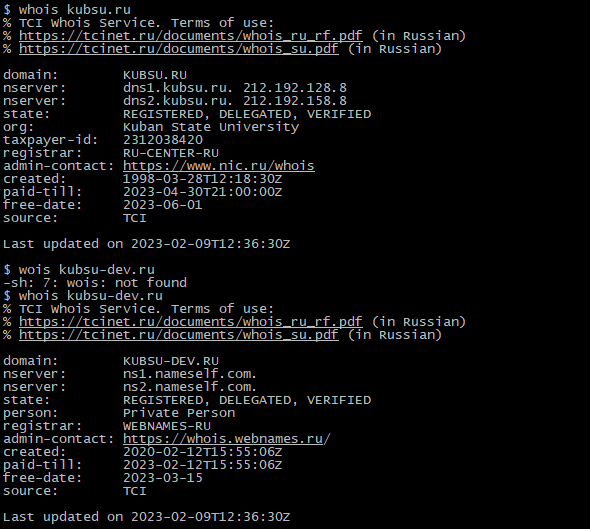 $ whois kubsu.ru
% TCI Whois Service. Terms of use:
% https://tcinet.ru/documents/whois_ru_rf.pdf (in Russian)
% https://tcinet.ru/documents/whois_su.pdf (in Russian)

domain:        KUBSU.RU
nserver:       dns1.kubsu.ru. 212.192.128.8
nserver:       dns2.kubsu.ru. 212.192.158.8
state:         REGISTERED, DELEGATED, VERIFIED
org:           Kuban State University
taxpayer-id:   2312038420
registrar:     RU-CENTER-RU
admin-contact: https://www.nic.ru/whois
created:       1998-03-28T12:18:30Z
paid-till:     2023-04-30T21:00:00Z
free-date:     2023-06-01
source:        TCI

Last updated on 2023-02-09T12:36:30Z

$ wois kubsu-dev.ru
-sh: 7: wois: not found
$ whois kubsu-dev.ru
% TCI Whois Service. Terms of use:
% https://tcinet.ru/documents/whois_ru_rf.pdf (in Russian)
% https://tcinet.ru/documents/whois_su.pdf (in Russian)

domain:        KUBSU-DEV.RU
nserver:       ns1.nameself.com.
nserver:       ns2.nameself.com.
state:         REGISTERED, DELEGATED, VERIFIED
person:        Private Person
registrar:     WEBNAMES-RU
admin-contact: https://whois.webnames.ru/
created:       2020-02-12T15:55:06Z
paid-till:     2023-02-12T15:55:06Z
free-date:     2023-03-15
source:        TCI

Last updated on 2023-02-09T12:36:30Z